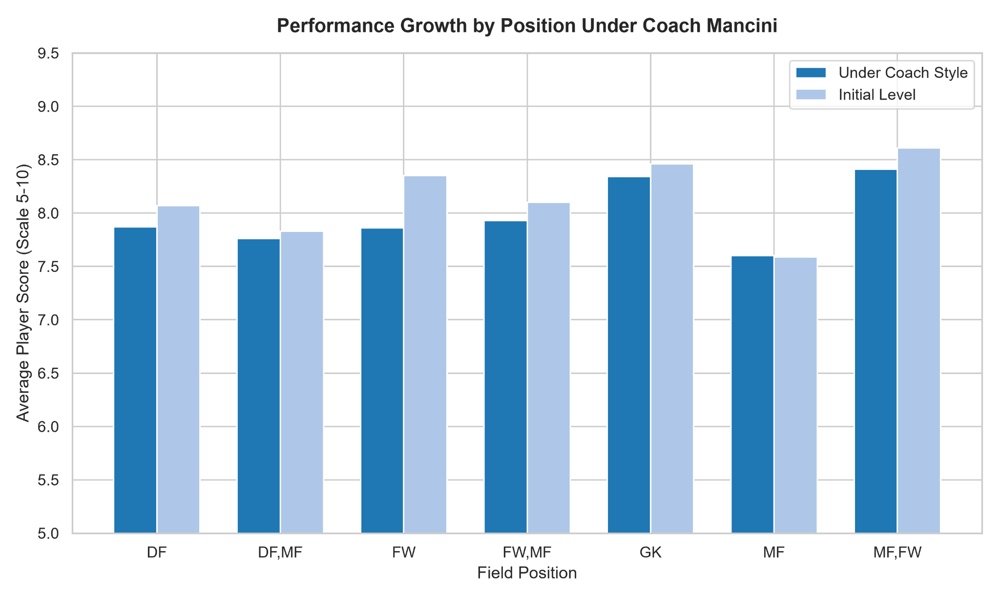 Performance Growth by Position Under Coach Mancini
Under Coach Style
Initial Level
Average Player Score (Scale 5-10)
9.5
9.0
8.5
8.0
7.5
7.0
6.5
6.0
5.5
5.0
DF
DF,MF
FW
FW,MF
GK
MF
MF,FW
Field Position